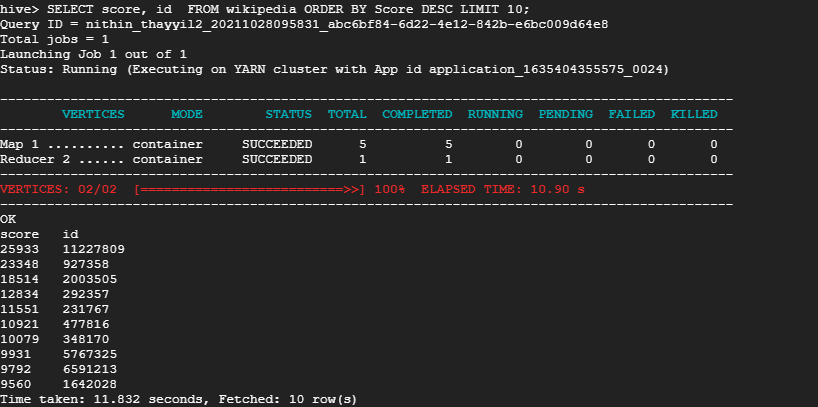 hive> SELECT score, id  FROM wikipedia ORDER BY Score DESC LIMIT 10;
Query ID = nithin_thayyil2_20211028095831_abc6bf84-6d22-4e12-842b-e6bc009d64e8
Total jobs = 1
Launching Job 1 out of 1
Status: Running (Executing on YARN cluster with App id application_1635404355575_0024)
----------------------------------------------------------------------------------------------
        VERTICES      MODE        STATUS  TOTAL  COMPLETED  RUNNING  PENDING  FAILED  KILLED
----------------------------------------------------------------------------------------------
Map 1 .......... container     SUCCEEDED      5          5        0        0       0       0
Reducer 2 ...... container     SUCCEEDED      1          1        0        0       0       0
----------------------------------------------------------------------------------------------
VERTICES: 02/02  [==========================>>] 100%  ELAPSED TIME: 10.90 s
----------------------------------------------------------------------------------------------
OK
score   id
25933   11227809
23348   927358
18514   2003505
12834   292357
11551   231767
10921   477816
10079   348170
9931    5767325
9792    6591213
9560    1642028
Time taken: 11.832 seconds, Fetched: 10 row(s)